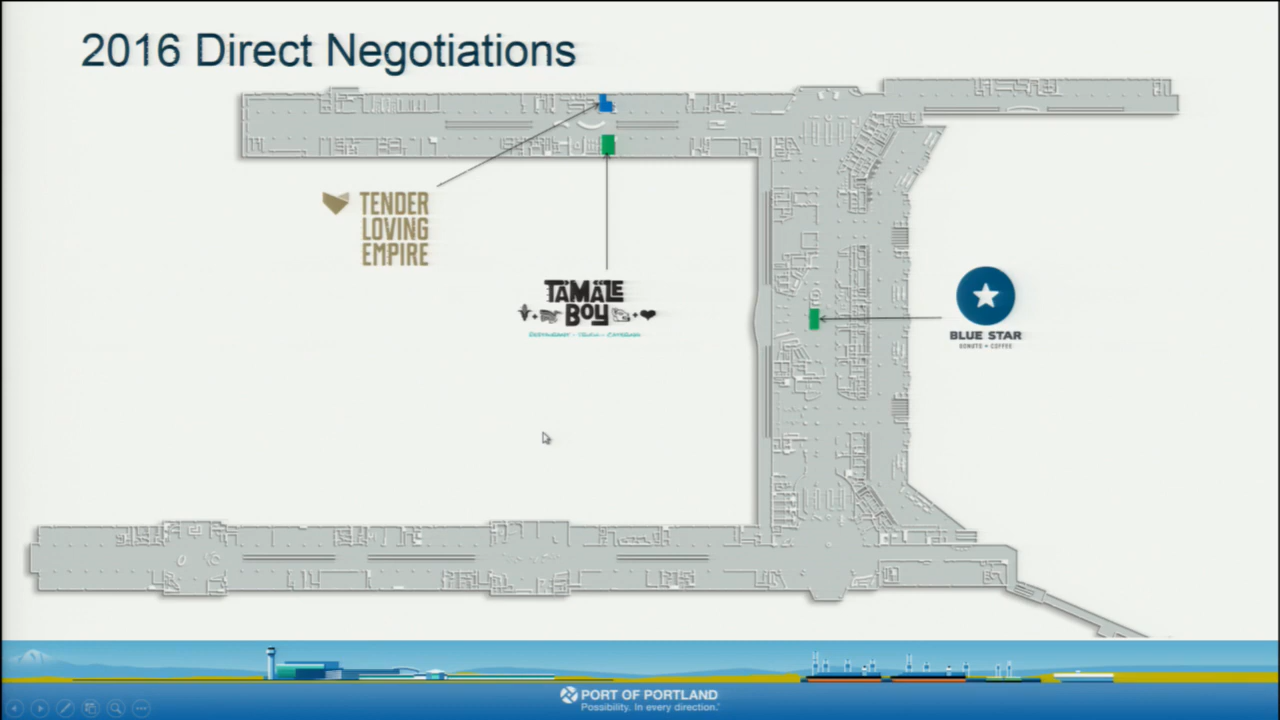 2016 Direct Negotiations
TENDER
LOVING
EMPIRE
TAMALE
BOY
BLUE STAR
DONUTS + COFFEE
PORT OF PORTLAND
Possibility. In every direction.